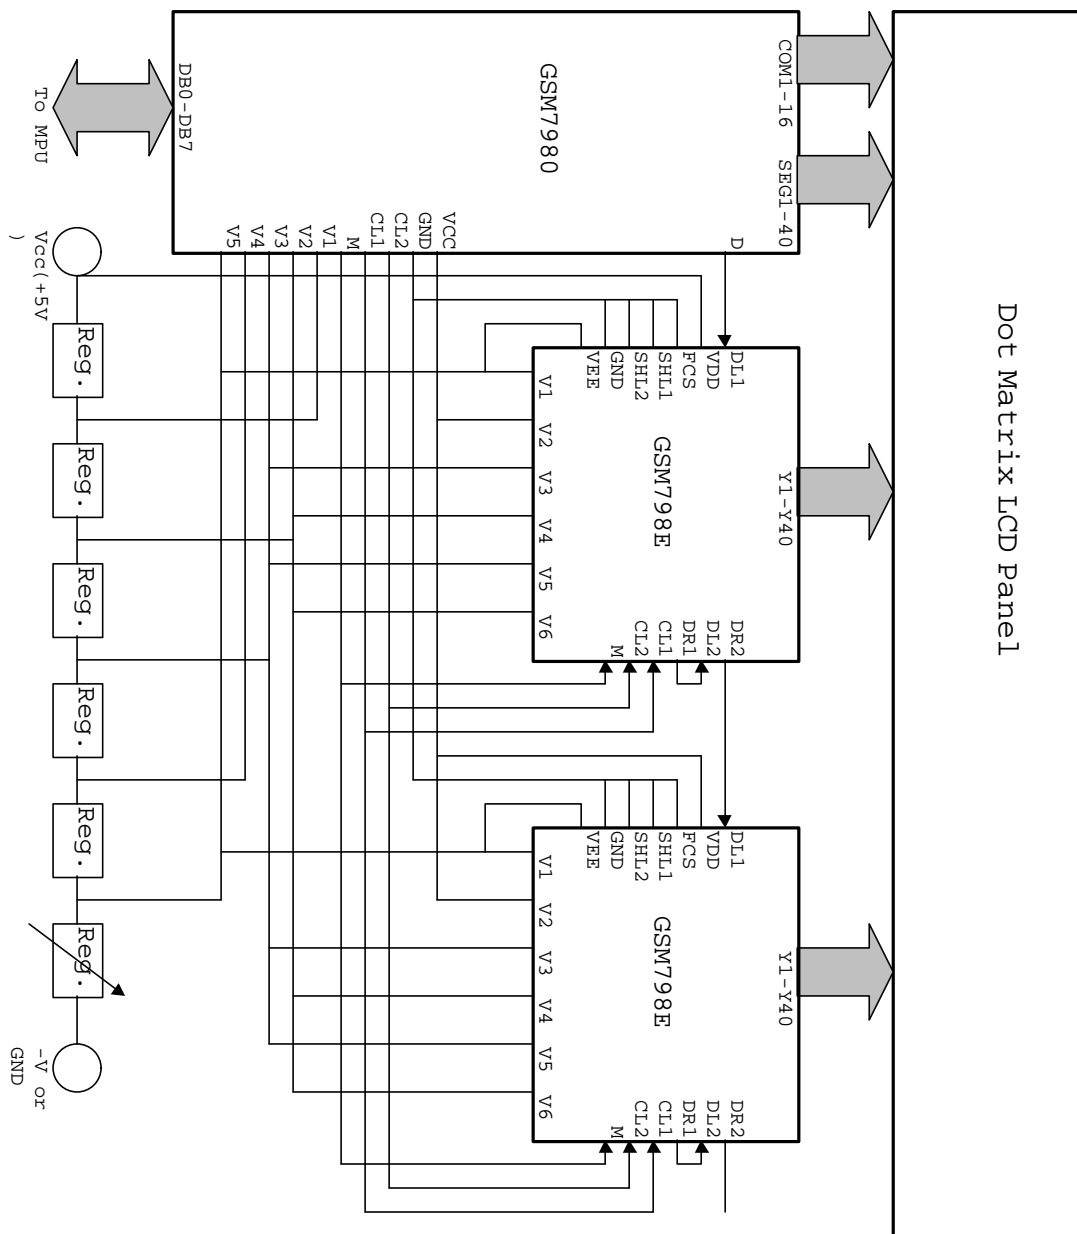 Dot Matrix LCD Panel
COM1-16
SEG1-40
D
GSM7980
VCC
GND
CL2
CL1
M
V1
V2
V3
V4
V5
DB0-DB7
To MPU
Y1-Y40
DL1
VDD
FCS
SHL1
SHL2
GND
VEE
GSM798E
DR2
DL2
DR1
CL1
CL2
M
V1
V2
V3
V4
V5
V6
Y1-Y40
DL1
VDD
FCS
SHL1
SHL2
GND
VEE
GSM798E
DR2
DL2
DR1
CL1
CL2
M
V1
V2
V3
V4
V5
V6
Vcc(+5V
)
Reg.
Reg.
Reg.
Reg.
Reg.
Reg.
-V or
GND